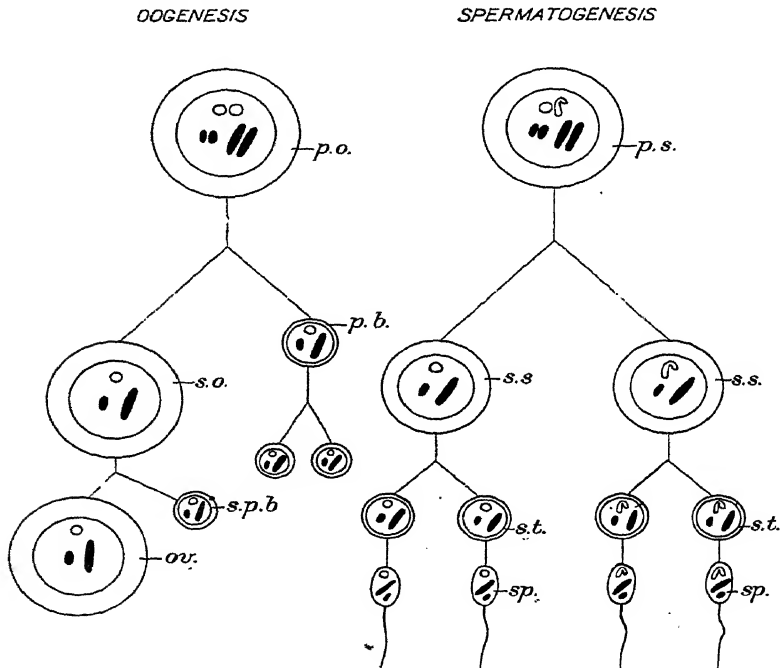 OOGENESIS
SPERMATOGENESIS
p.o.
p.s.
p.b.
s.o.
s.s
s.s.
s.p.b
s.t.
s.t.
ov.
sp.
sp.